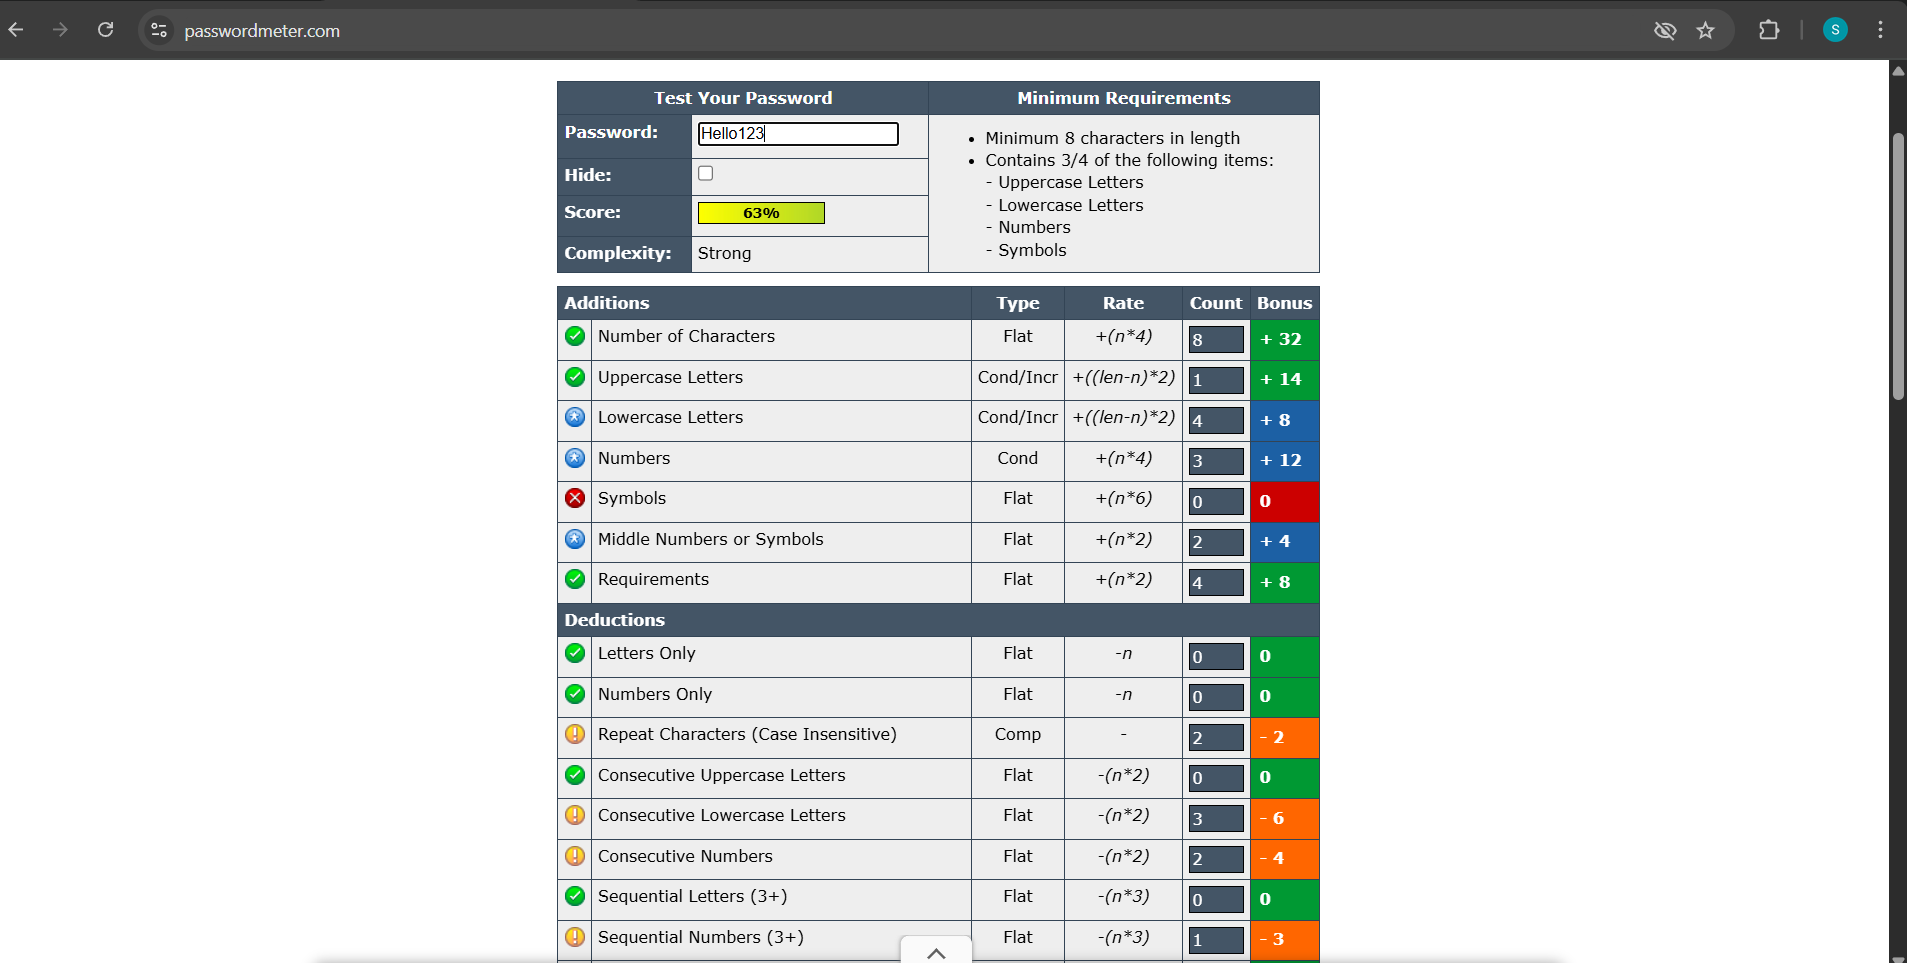 passwordmeter.com
S
Test Your Password Minimum Requirements
Password: Hello123
• Minimum 8 characters in length
• Contains 3/4 of the following items:
Hide:
- Uppercase Letters
- Lowercase Letters
Score: 63%
- Numbers
- Symbols
Complexity: Strong
Additions Type Rate Count Bonus
Number of Characters Flat +(n*4) 8 + 32
Uppercase Letters Cond/Incr +((len-n)*2) 1 + 14
Lowercase Letters Cond/Incr +((len-n)*2) 4 + 8
Numbers Cond +(n*4) 3 + 12
Symbols Flat +(n*6) 0 0
Middle Numbers or Symbols Flat +(n*2) 2 + 4
Requirements Flat +(n*2) 4 + 8
Deductions
Letters Only Flat -n 0 0
Numbers Only Flat -n 0 0
Repeat Characters (Case Insensitive) Comp - 2 - 2
Consecutive Uppercase Letters Flat -(n*2) 0 0
Consecutive Lowercase Letters Flat -(n*2) 3 - 6
Consecutive Numbers Flat -(n*2) 2 - 4
Sequential Letters (3+) Flat -(n*3) 0 0
Sequential Numbers (3+) Flat -(n*3) 1 - 3